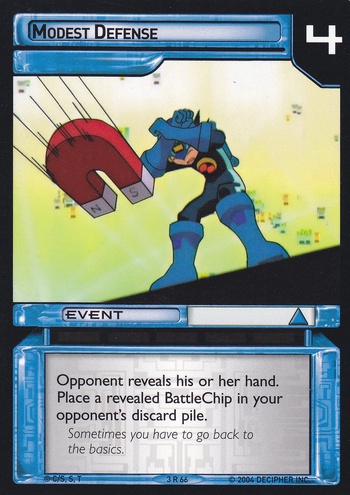 MODEST DEFENSE
4
N S
EVENT
Opponent reveals his or her hand.
Place a revealed BattleChip in your
opponent's discard pile.
Sometimes you have to go back to
the basics.
©C/S, S, T 3 R 66 © 2004 DECIPHER INC.